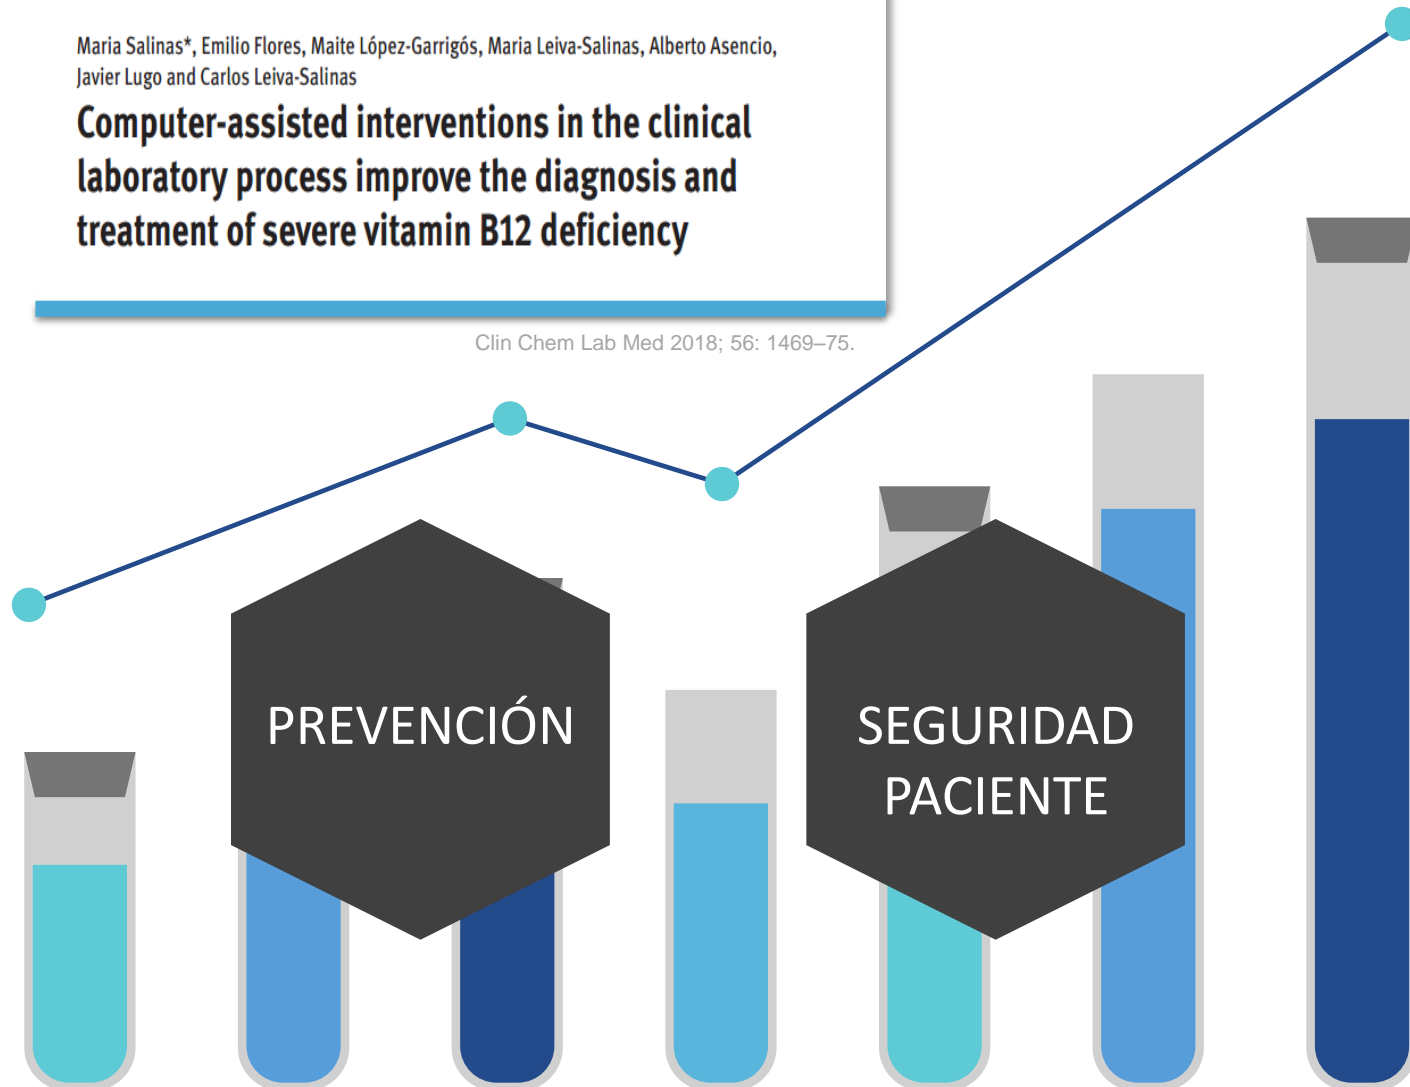 Maria Salinas*, Emilio Flores, Maite López-Garrigós, Maria Leiva-Salinas, Alberto Asencio,
Javier Lugo and Carlos Leiva-Salinas
Computer-assisted interventions in the clinical
laboratory process improve the diagnosis and
treatment of severe vitamin B12 deficiency
Clin Chem Lab Med 2018; 56: 1469–75.
PREVENCIÓN
SEGURIDAD
PACIENTE